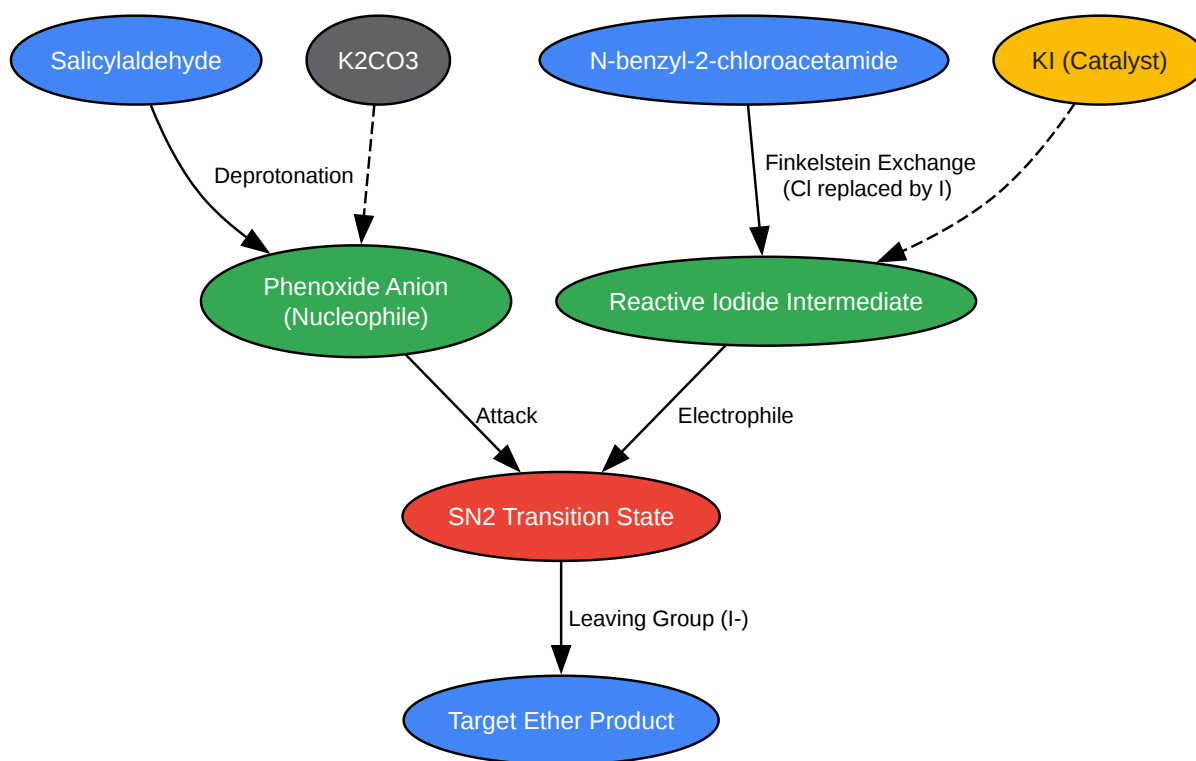 Salicylaldehyde
K2CO3
N-benzyl-2-chloroacetamide
KI (Catalyst)
Deprotonation
Finkelstein Exchange
(Cl replaced by I)
Phenoxide Anion
(Nucleophile)
Reactive Iodide Intermediate
Attack
Electrophile
SN2 Transition State
Leaving Group (I-)
Target Ether Product